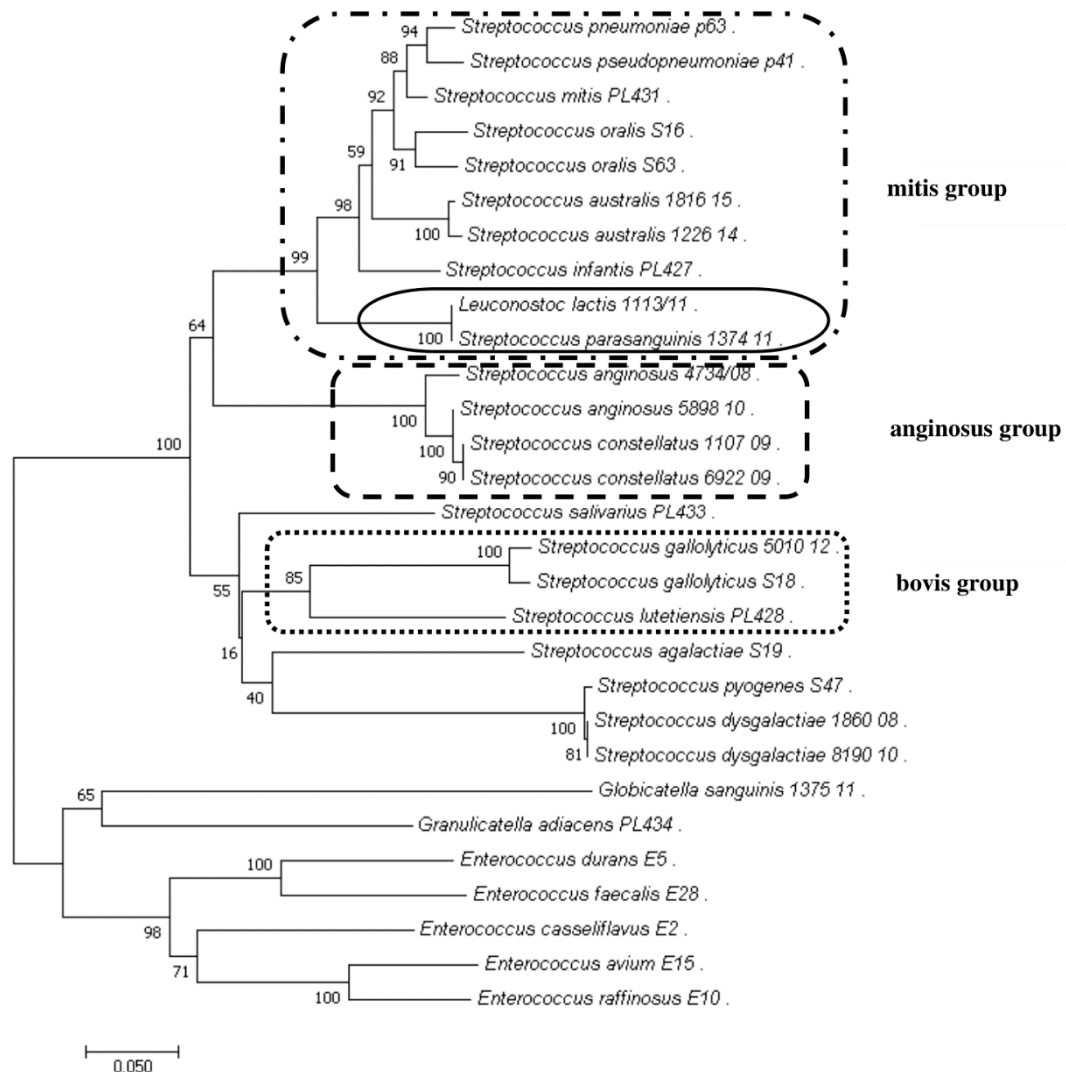 94
Streptococcus pneumoniae p63 .
88
Streptococcus pseudopneumoniae p41 .
92
Streptococcus mitis PL431 .
Streptococcus oralis S16 .
59
91
Streptococcus oralis S63 .
mitis group
98
Streptococcus australis 1816 15 .
100
Streptococcus australis 1226 14 .
99
Streptococcus infantis PL427 .
Leuconostoc lactis 1113/11 .
64
100
Streptococcus parasanguinis 1374 11 .
Streptococcus anginosus 4734/08 .
100
Streptococcus anginosus 5898 10 .
anginosus group
100
100
Streptococcus constellatus 1107 09 .
90
Streptococcus constellatus 6922 09 .
Streptococcus salivarius PL433 .
100
Streptococcus gallolyticus 5010 12 .
85
Streptococcus gallolyticus S18 .
bovis group
55
Streptococcus lutetiensis PL428 .
16
Streptococcus agalactiae S19 .
40
Streptococcus pyogenes S47 .
100
Streptococcus dysgalactiae 1860 08 .
81
Streptococcus dysgalactiae 8190 10 .
65
Globicatella sanguinis 1375 11 .
Granulicatella adiacens PL434 .
100
Enterococcus durans E5 .
Enterococcus faecalis E28 .
98
Enterococcus casseliflavus E2 .
71
Enterococcus avium E15 .
100
Enterococcus raffinosus E10 .
0.050